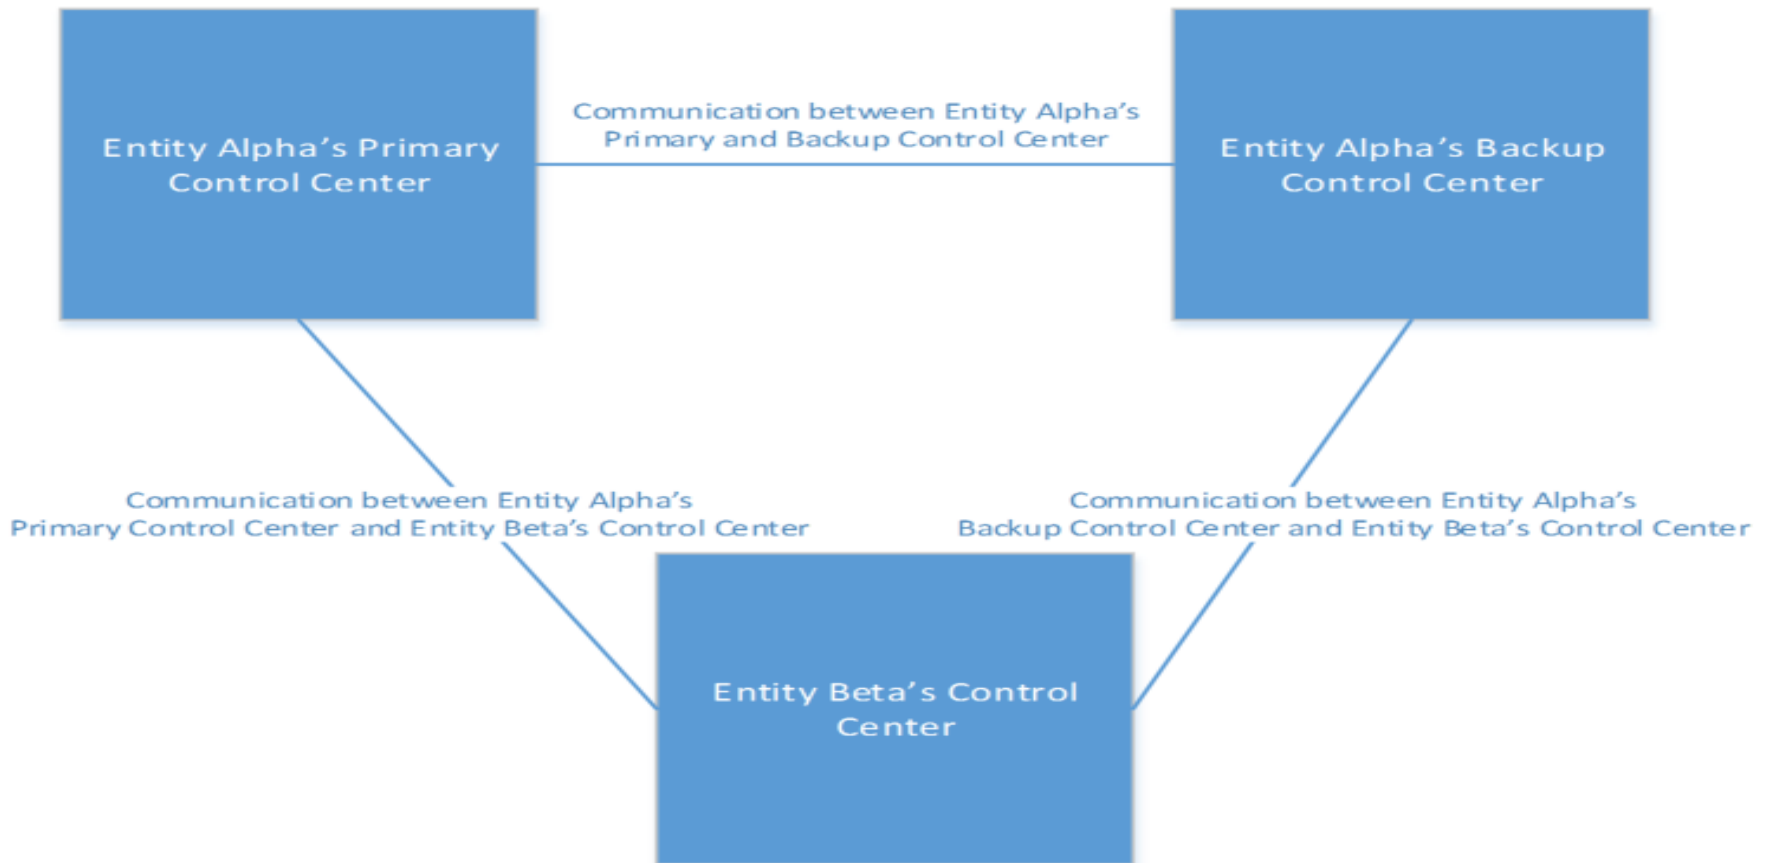 Entity Alpha’s Primary
Control Center
Communication between Entity Alpha’s
Primary and Backup Control Center
Entity Alpha’s Backup
Control Center
Communication between Entity Alpha’s
Primary Control Center and Entity Beta’s Control Center
Communication between Entity Alpha’s
Backup Control Center and Entity Beta’s Control Center
Entity Beta’s Control
Center